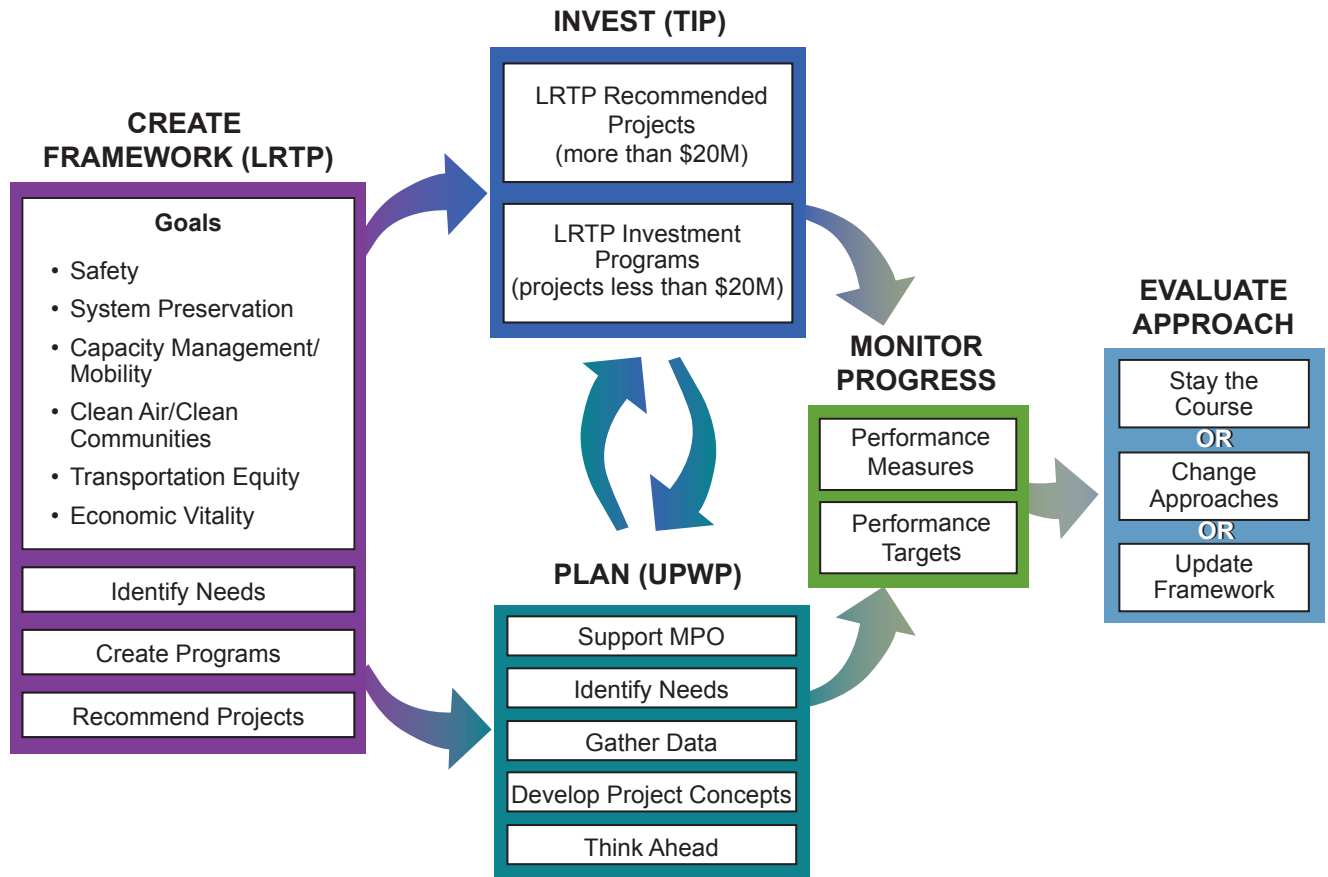 CREATE
FRAMEWORK (LRTP)
Goals
• Safety
• System Preservation
• Capacity Management/
Mobility
• Clean Air/Clean
Communities
• Transportation Equity
• Economic Vitality
Identify Needs
Create Programs
Recommend Projects
INVEST (TIP)
LRTP Recommended
Projects
(more than $20M)
LRTP Investment
Programs
(projects less than $20M)
PLAN (UPWP)
Support MPO
Identify Needs
Gather Data
Develop Project Concepts
Think Ahead
MONITOR
PROGRESS
Performance
Measures
Performance
Targets
EVALUATE
APPROACH
Stay the
Course
OR
Change
Approaches
OR
Update
Framework